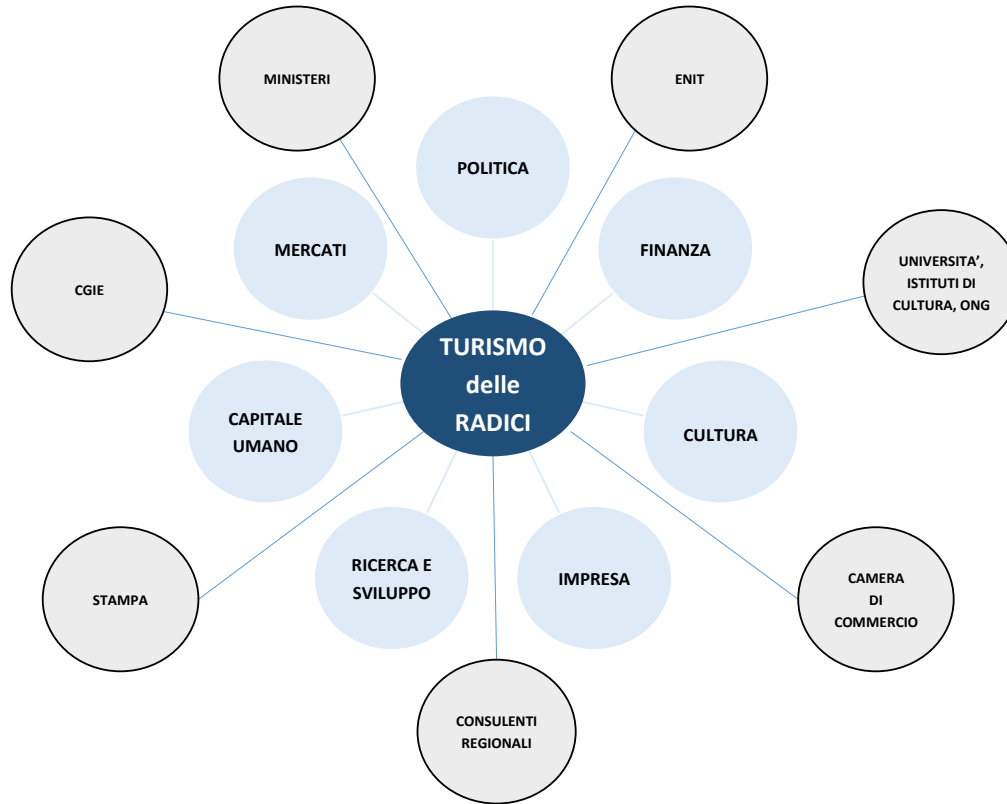 MINISTERI
ENIT
POLITICA
MERCATI
FINANZA
CGIE
UNIVERSITA’,
ISTITUTI DI
CULTURA, ONG
TURISMO
delle
RADICI
CAPITALE
UMANO
CULTURA
RICERCA E
SVILUPPO
IMPRESA
STAMPA
CAMERA
DI
COMMERCIO
CONSULENTI
REGIONALI